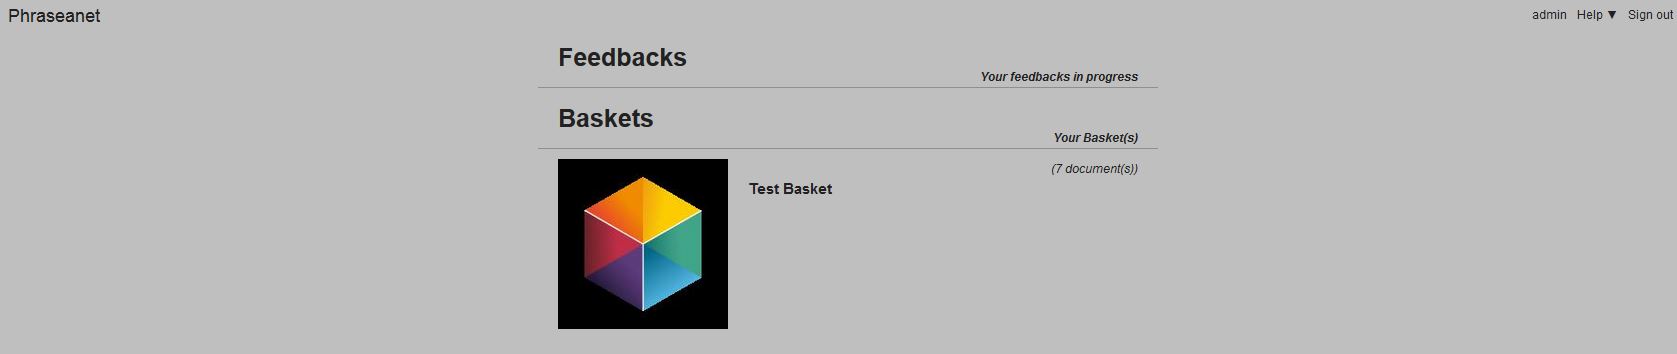 Phraseanet
admin Help ▼ Sign out
Feedbacks
Your feedbacks in progress
Baskets
Your Basket(s)
(7 document(s))
Test Basket